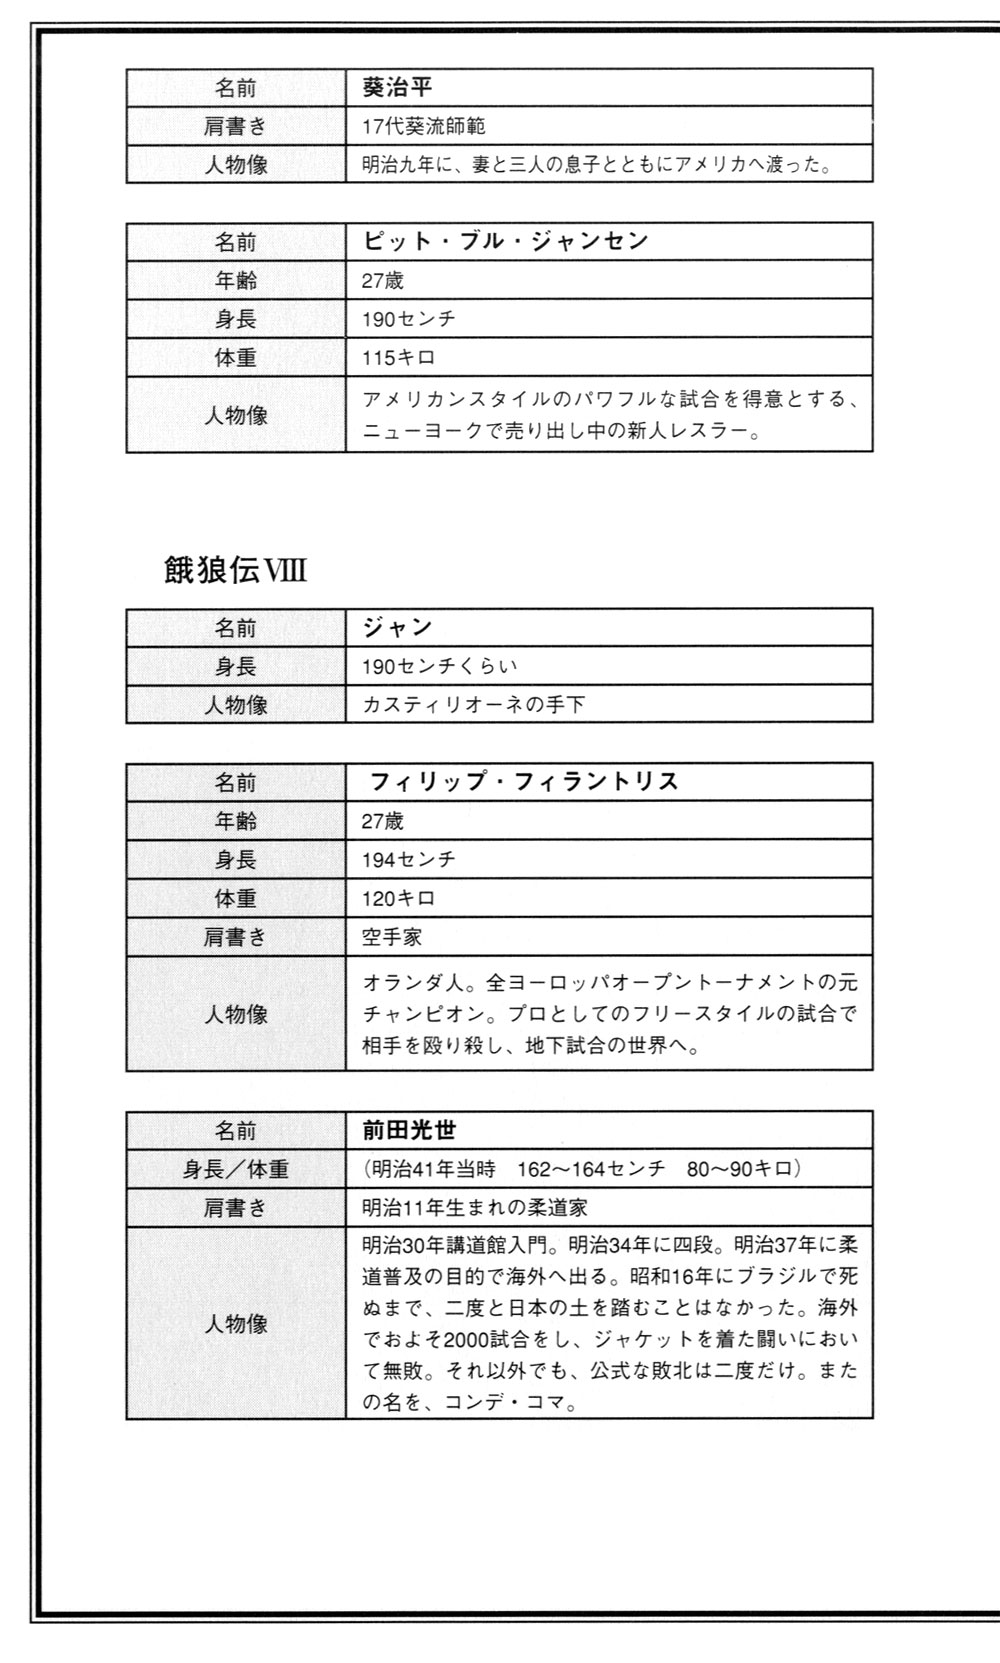 名前 葵治平
肩書き 17代葵流師範
人物像 明治九年に、妻と三人の息子とともにアメリカへ渡った。
名前 ピット・ブル・ジャンセン
年齢 27歳
身長 190センチ
体重 115キロ
人物像 アメリカンスタイルのパワフルな試合を得意とする、
ニューヨークで売り出し中の新人レスラー。
餓狼伝Ⅷ
名前 ジャン
身長 190センチくらい
人物像 カスティリオーネの手下
名前 フィリップ・フィラントリス
年齢 27歳
身長 194センチ
体重 120キロ
肩書き 空手家
人物像 オランダ人。全ヨーロッパオープントーナメントの元
チャンピオン。プロとしてのフリースタイルの試合で
相手を殴り殺し、地下試合の世界へ。
名前 前田光世
身長／体重 （明治41年当時　162〜164センチ　80〜90キロ）
肩書き 明治11年生まれの柔道家
人物像 明治30年講道館入門。明治34年に四段。明治37年に柔
道普及の目的で海外へ出る。昭和16年にブラジルで死
ぬまで、二度と日本の土を踏むことはなかった。海外
でおよそ2000試合をし、ジャケットを着た闘いにおい
て無敗。それ以外でも、公式な敗北は二度だけ。また
の名を、コンデ・コマ。